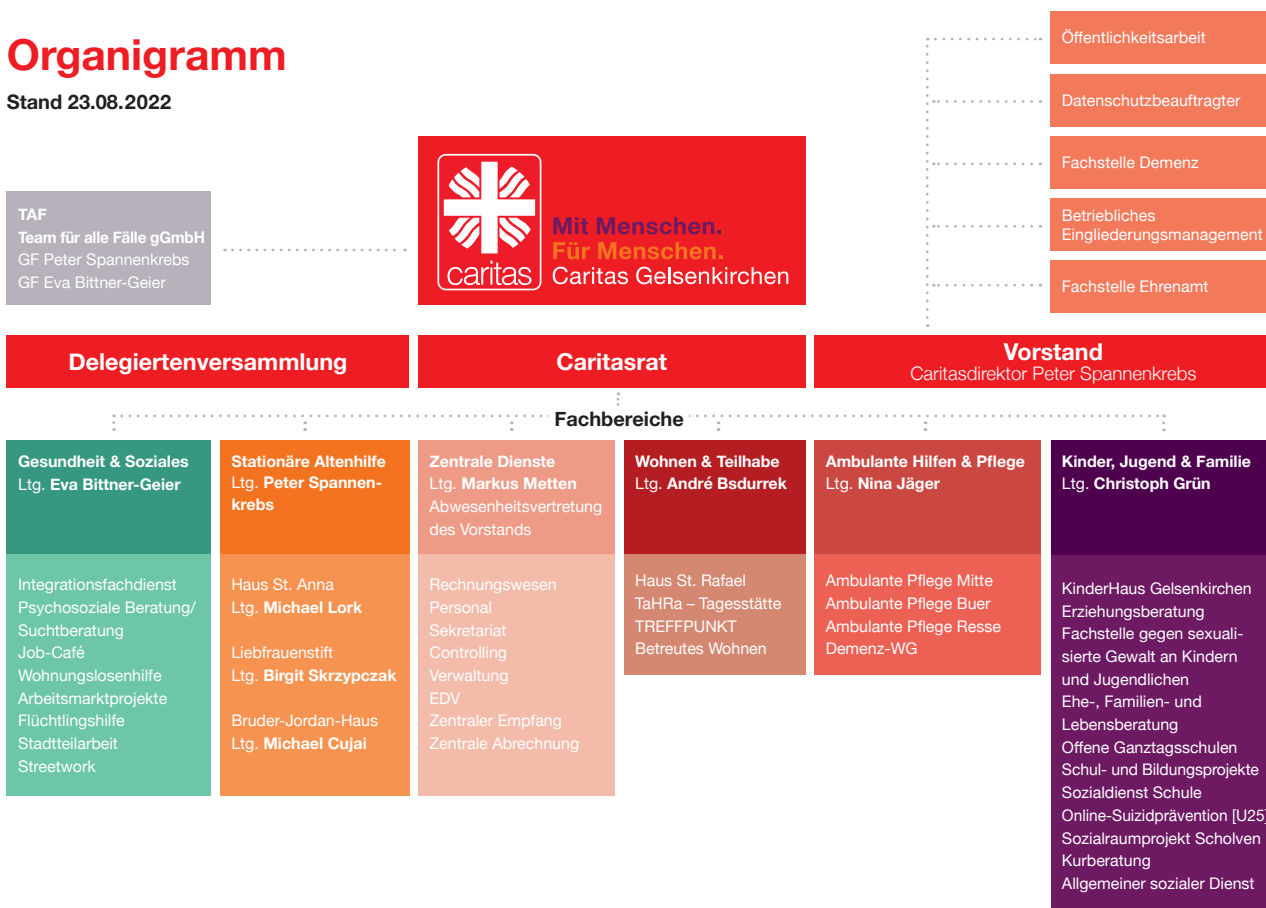 Organigramm
Stand 23.08.2022
Öffentlichkeitsarbeit
Datenschutzbeauftragter
Fachstelle Demenz
Betriebliches
Eingliederungsmanagement
Fachstelle Ehrenamt
TAF
Team für alle Fälle gGmbH
GF Peter Spannenkrebs
GF Eva Bittner-Geier
caritas
Mit Menschen.
Für Menschen.
Caritas Gelsenkirchen
Delegiertenversammlung
Caritasrat
Vorstand
Caritasdirektor Peter Spannenkrebs
Fachbereiche
Gesundheit & Soziales
Ltg. Eva Bittner-Geier
Integrationsfachdienst
Psychosoziale Beratung/
Suchtberatung
Job-Café
Wohnungslosenhilfe
Arbeitsmarktprojekte
Flüchtlingshilfe
Stadtteilarbeit
Streetwork
Stationäre Altenhilfe
Ltg. Peter Spannen-
krebs
Haus St. Anna
Ltg. Michael Lork
Liebfrauenstift
Ltg. Birgit Skrzypczak
Bruder-Jordan-Haus
Ltg. Michael Cujai
Zentrale Dienste
Ltg. Markus Metten
Abwesenheitsvertretung
des Vorstands
Rechnungswesen
Personal
Sekretariat
Controlling
Verwaltung
EDV
Zentraler Empfang
Zentrale Abrechnung
Wohnen & Teilhabe
Ltg. André Bsdurrek
Haus St. Rafael
TaHRa – Tagesstätte
TREFFPUNKT
Betreutes Wohnen
Ambulante Hilfen & Pflege
Ltg. Nina Jäger
Ambulante Pflege Mitte
Ambulante Pflege Buer
Ambulante Pflege Resse
Demenz-WG
Kinder, Jugend & Familie
Ltg. Christoph Grün
KinderHaus Gelsenkirchen
Erziehungsberatung
Fachstelle gegen sexuali-
sierte Gewalt an Kindern
und Jugendlichen
Ehe-, Familien- und
Lebensberatung
Offene Ganztagsschulen
Schul- und Bildungsprojekte
Sozialdienst Schule
Online-Suizidprävention [U25]
Sozialraumprojekt Scholven
Kurberatung
Allgemeiner sozialer Dienst